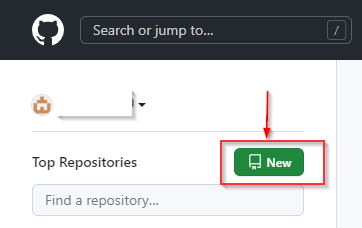 Search or jump to...
/
Top Repositories
New
Find a repository...